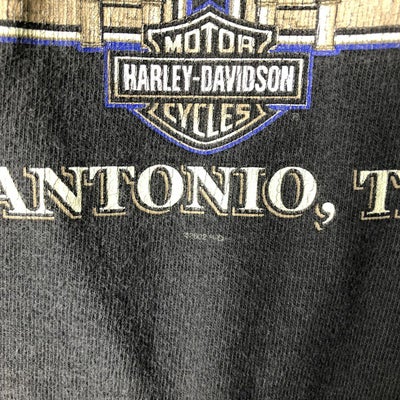 MOTOR
HARLEY-DAVIDSON
CYCLES
ANTONIO, T